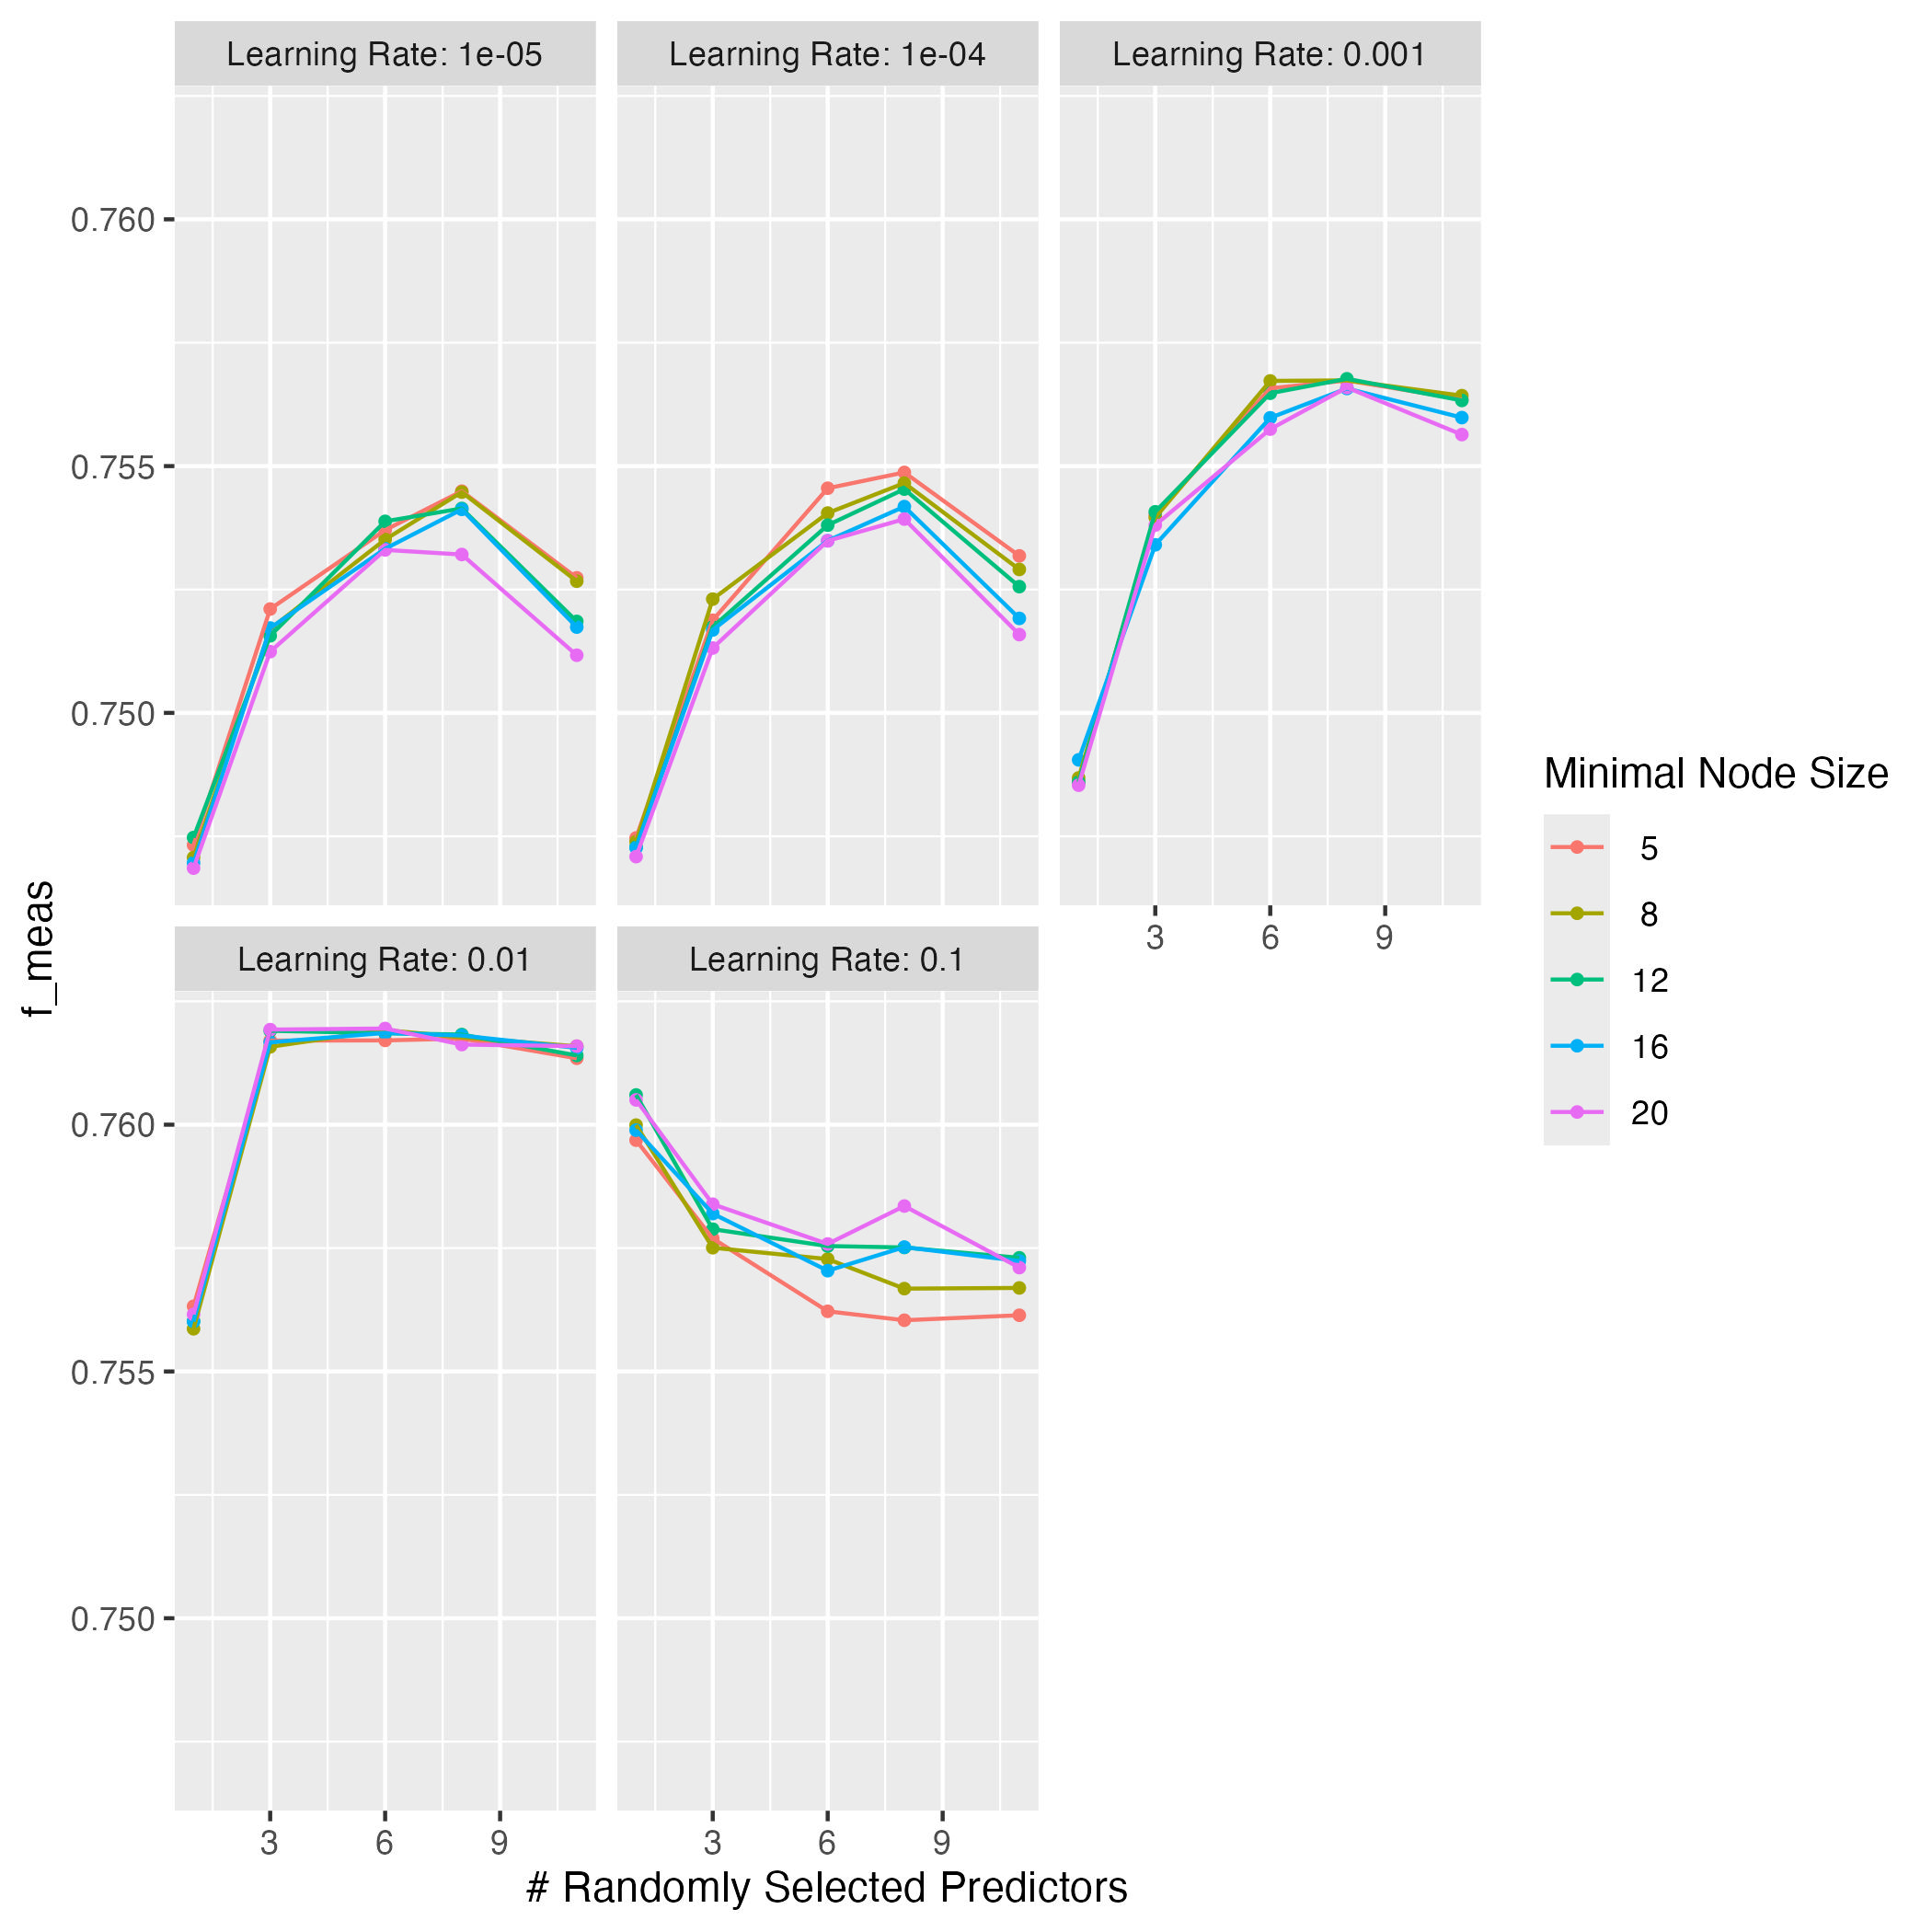 Learning Rate: 1e-05
Learning Rate: 1e-04
Learning Rate: 0.001
0.760
0.755
0.750
3
6
9
Learning Rate: 0.01
Learning Rate: 0.1
0.760
0.755
0.750
3
6
9
3
6
9
# Randomly Selected Predictors
f_meas
Minimal Node Size
5
8
12
16
20